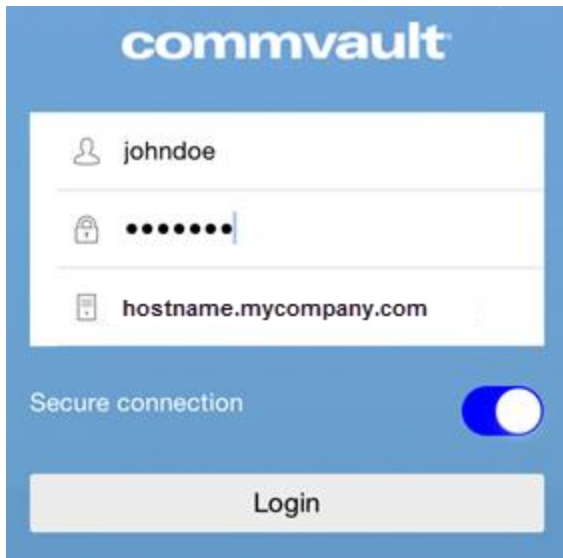 commvault
johndoe
•••••••
hostname.mycompany.com
Secure connection
Login